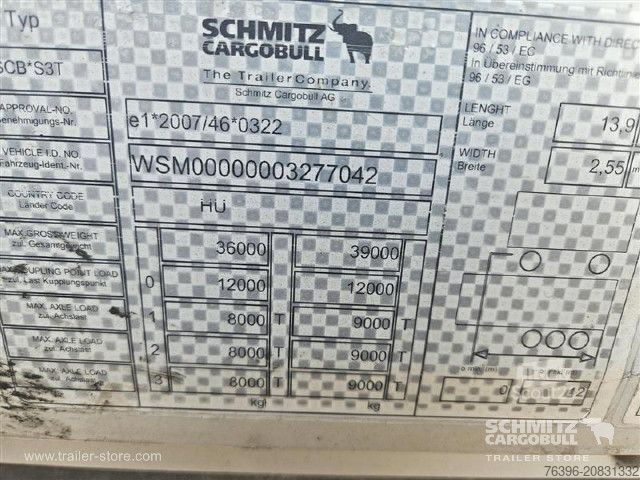 Typ
SCB*S3T
APPROVAL-NO.
Genehmigungs-Nr.
e1*2007/46*0322
VEHICLE I.D. NO.
Fahrzeug-Ident.-Nr.
WSM00000003277042
COUNTRY CODE
Länder Code
HU
MAX.GROSS WEIGHT
zul. Gesamtgewicht
36000
39000
MAX.COUPLING POINT LOAD
zul. Last Kupplungspunkt
0
12000
12000
MAX. AXLE LOAD
zul. Achslast
1
8000 T
9000 T
MAX. AXLE LOAD
zul. Achslast
2
8000 T
9000 T
MAX. AXLE LOAD
zul. Achslast
3
8000 T
9000 T
kg
kg
SCHMITZ
CARGOBULL
The TrailerCompany.
Schmitz Cargobull AG
IN COMPLIANCE WITH DIREC
96 / 53 / EC
In Übereinstimmung mit Richtlin
96 / 53 / EG
LENGHT
Länge
13,9
WIDTH
Breite
2,55 m
SCHMITZ
CARGOBULL
TRAILER STORE
www.trailer-store.com
76396-20831332